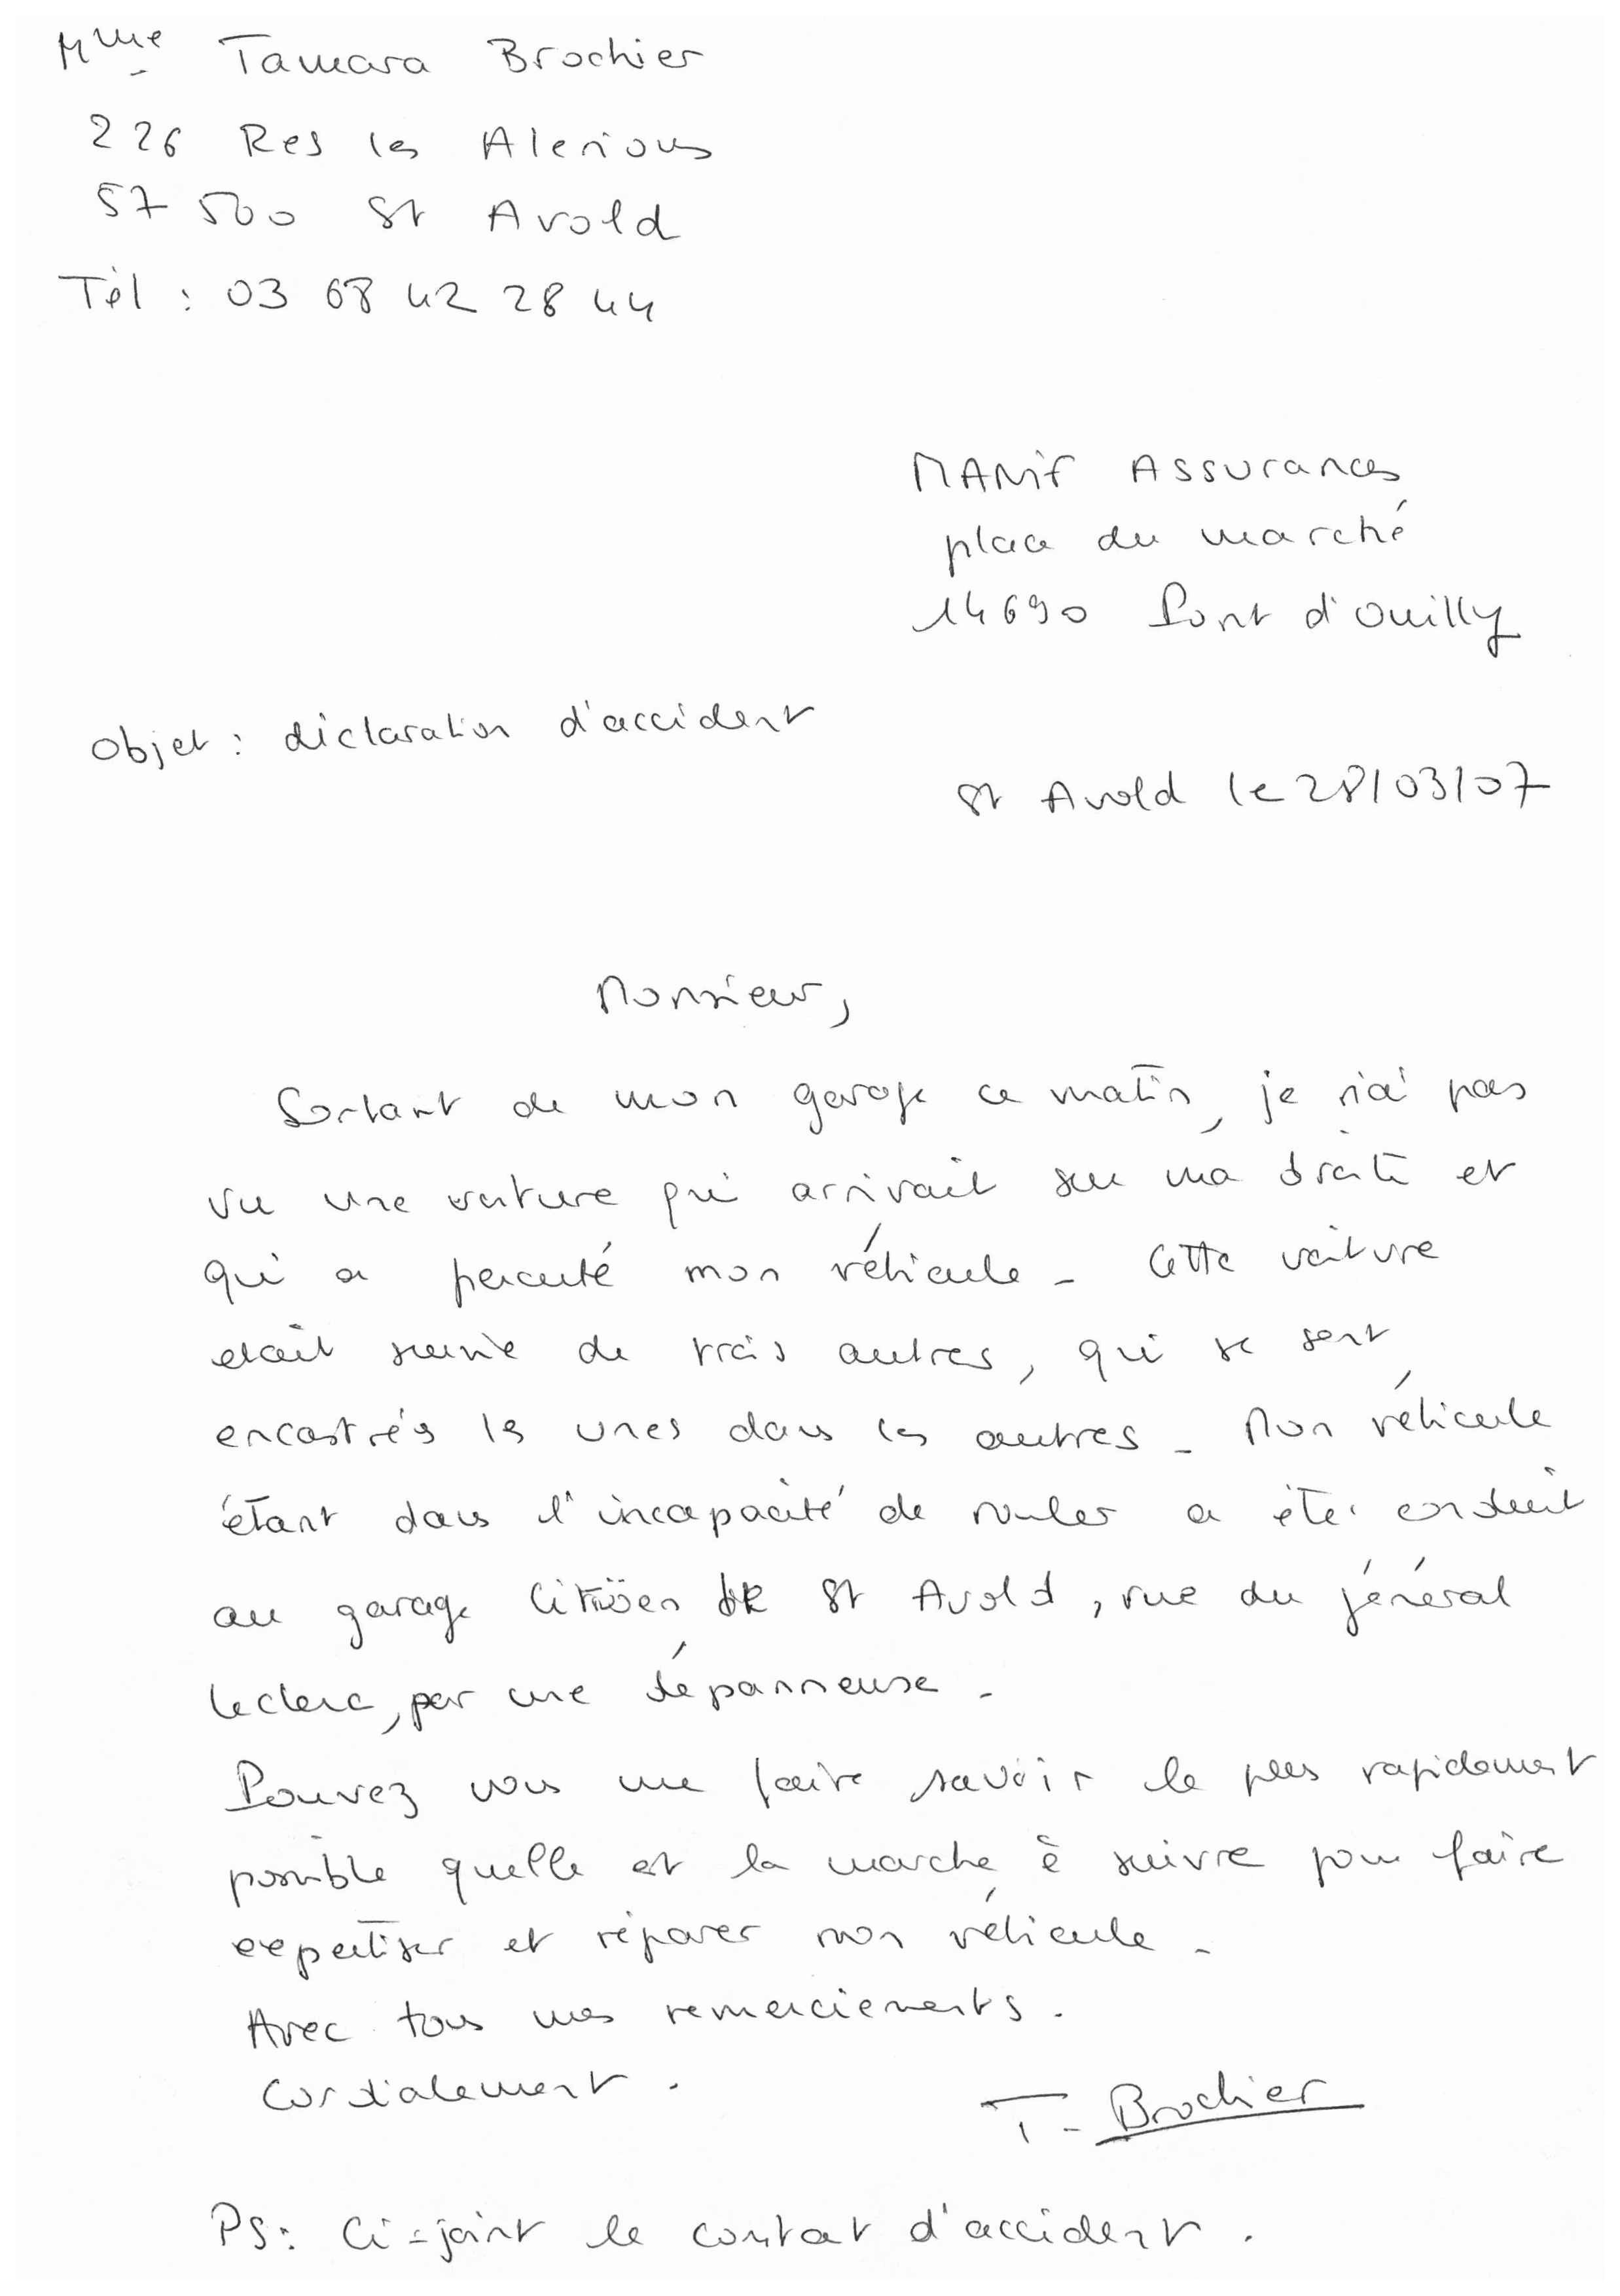 Mme Tamara Brochier
226 Res les Alerions
57 500 St Avold
Tél : 03 68 42 28 44
MAMIF Assurances
place du marché
14690 Pont d'Ouilly
Objet : déclaration d'accident
St Avold le 28/03/07
Monsieur,
Sortant de mon garage ce matin, je n'ai pas
vu une voiture qui arrivait sur ma droite et
qui a percuté mon véhicule. Cette voiture
etait suivie de trois autres, qui se sont
encastrés les unes dans les autres. Mon véhicule
étant dans l'incapacité de rouler a été conduit
au garage Citröen de St Avold, rue du général
Leclerc, par une dépanneuse.
Pouvez vous me faire savoir le plus rapidement
possible quelle est la marche à suivre pour faire
expertiser et réparer mon véhicule.
Avec tous mes remerciements.
Cordialement.
T. Brochier
PS: Ci-joint le constat d'accident.